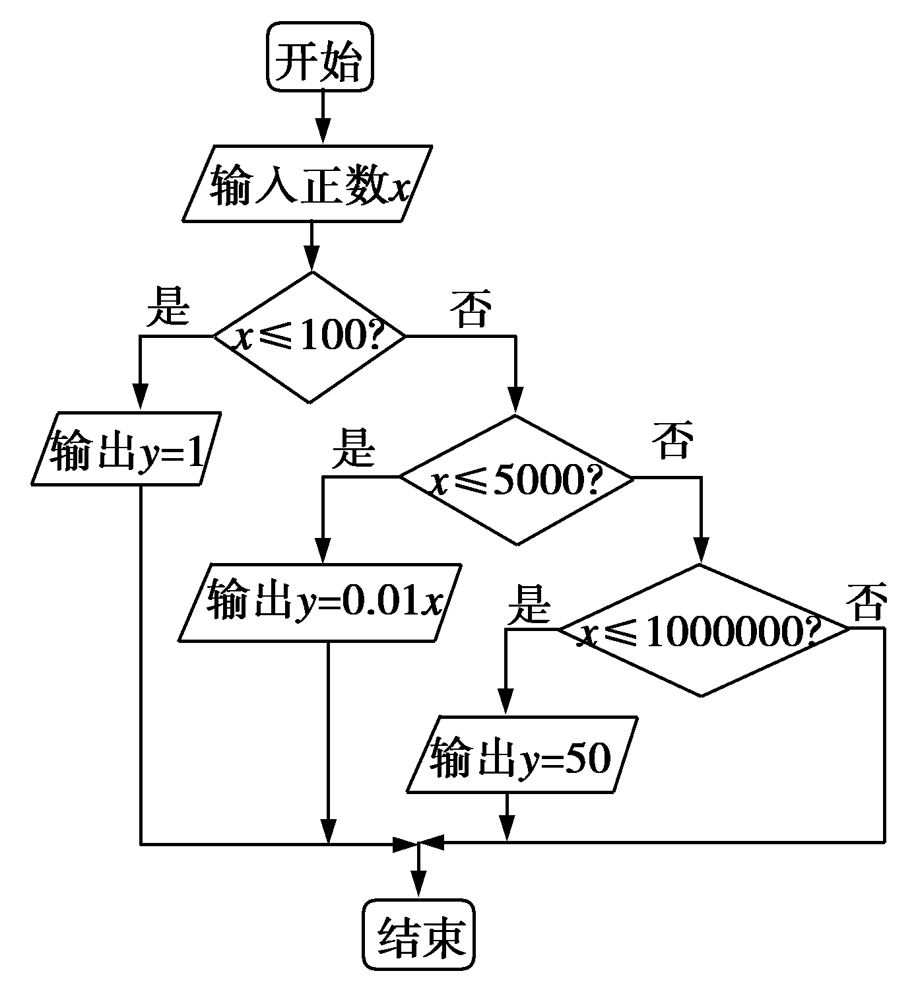 开始
输入正数x
是
否
x≤100?
输出y=1
是
否
x≤5000?
输出y=0.01x
是
否
x≤1000000?
输出y=50
结束